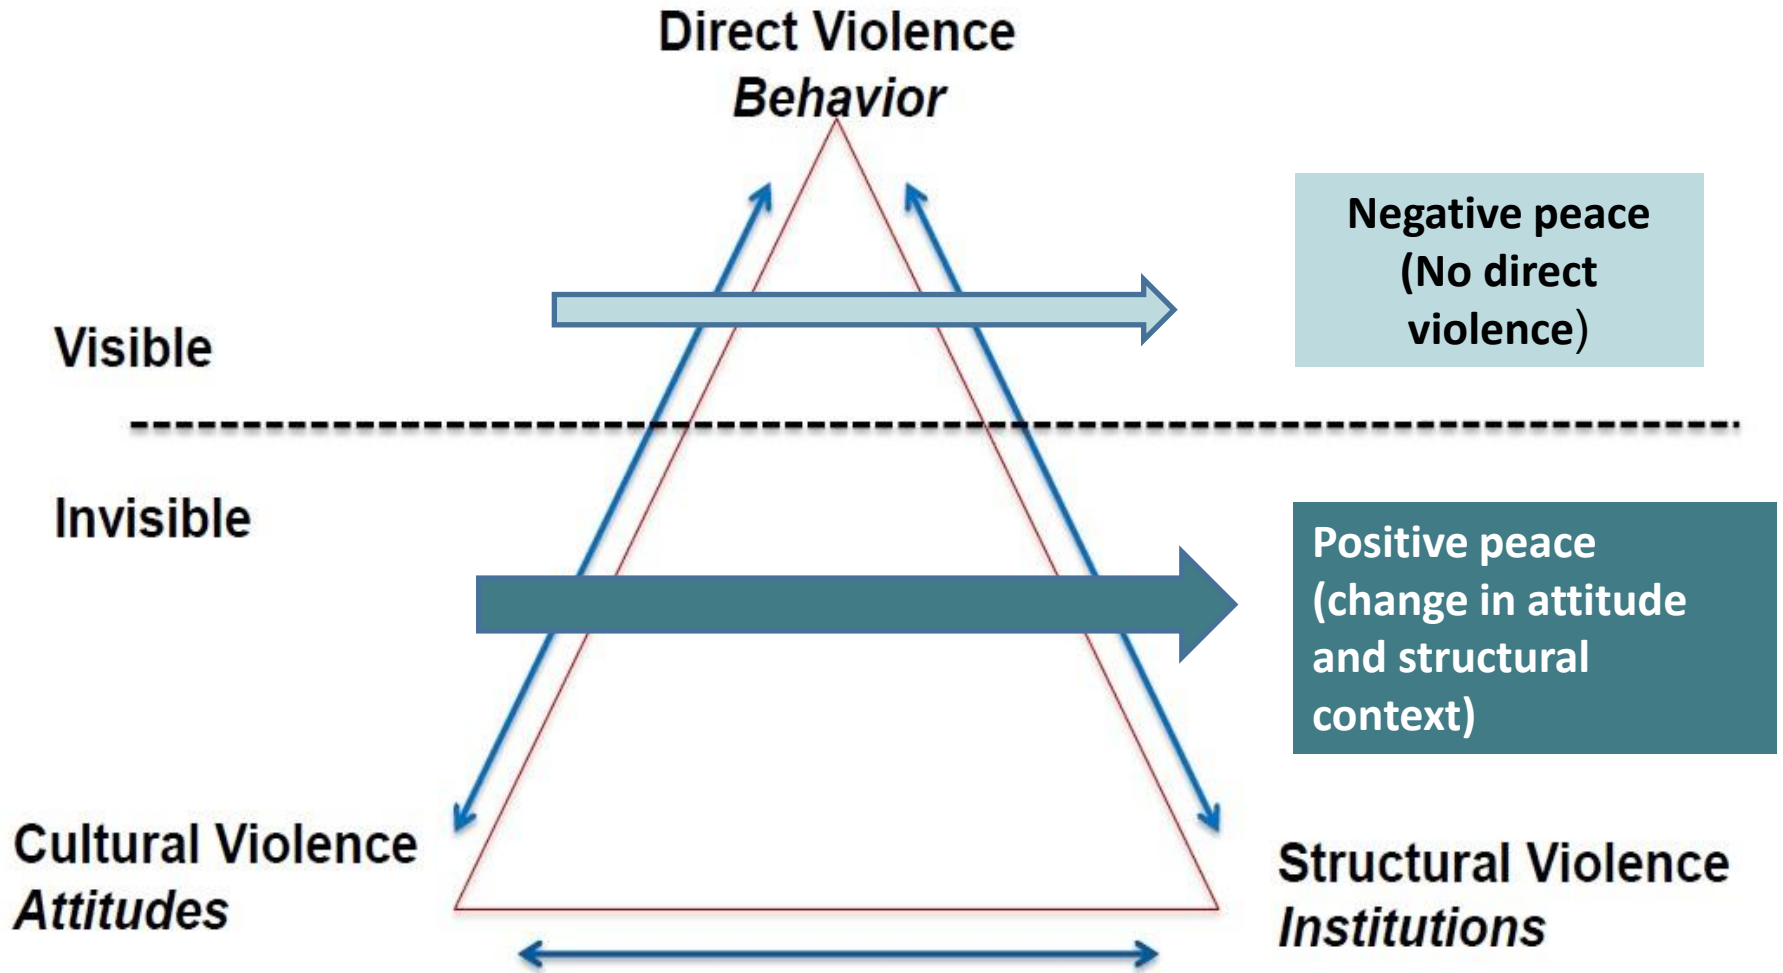 Direct Violence
Behavior
Negative peace
(No direct
violence)
Visible
Invisible
Positive peace
(change in attitude
and structural
context)
Cultural Violence
Attitudes
Structural Violence
Institutions